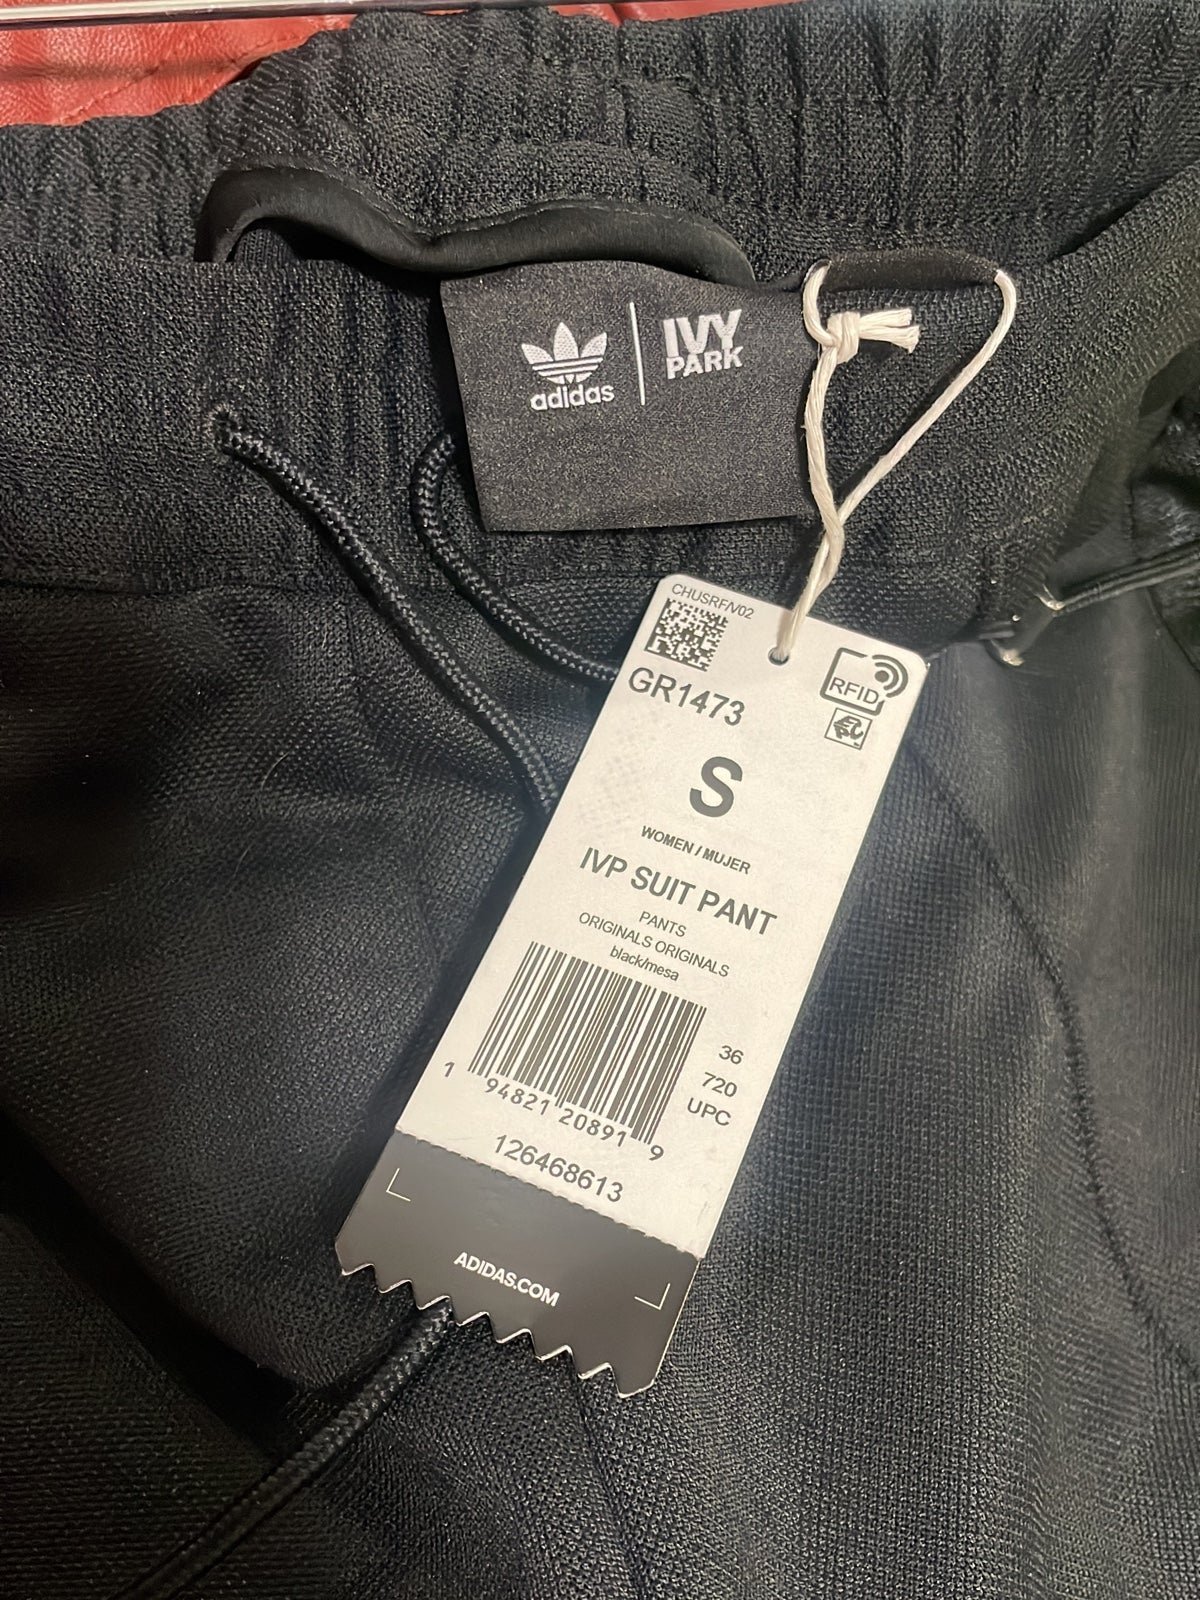 adidas
IVY
PARK
CHUSRF/V02
GR1473
RFID
S
WOMEN / MUJER
IVP SUIT PANT
PANTS
ORIGINALS ORIGINALS
black/mesa
36
720
UPC
1 94821 20891 9
126468613
ADIDAS.COM